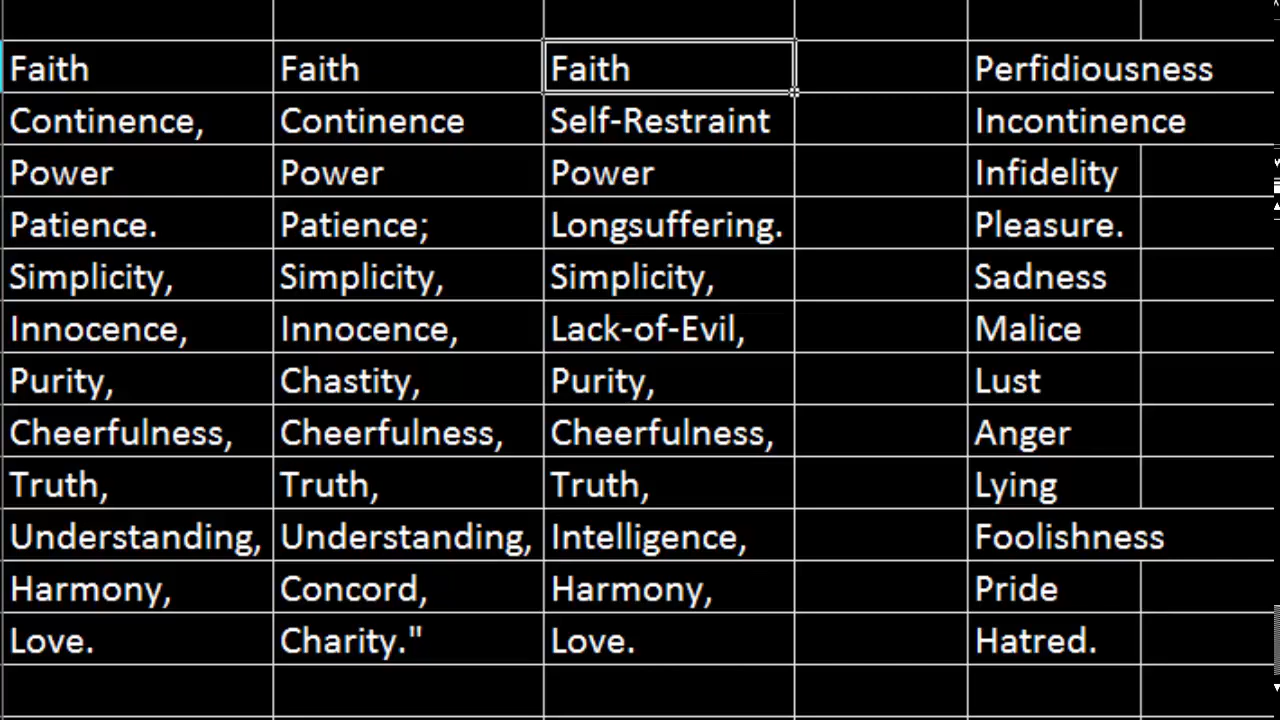 Faith Faith Faith Perfidiousness
Continence, Continence Self-Restraint Incontinence
Power Power Power Infidelity
Patience. Patience; Longsuffering. Pleasure.
Simplicity, Simplicity, Simplicity, Sadness
Innocence, Innocence, Lack-of-Evil, Malice
Purity, Chastity, Purity, Lust
Cheerfulness, Cheerfulness, Cheerfulness, Anger
Truth, Truth, Truth, Lying
Understanding, Understanding, Intelligence, Foolishness
Harmony, Concord, Harmony, Pride
Love. Charity." Love. Hatred.